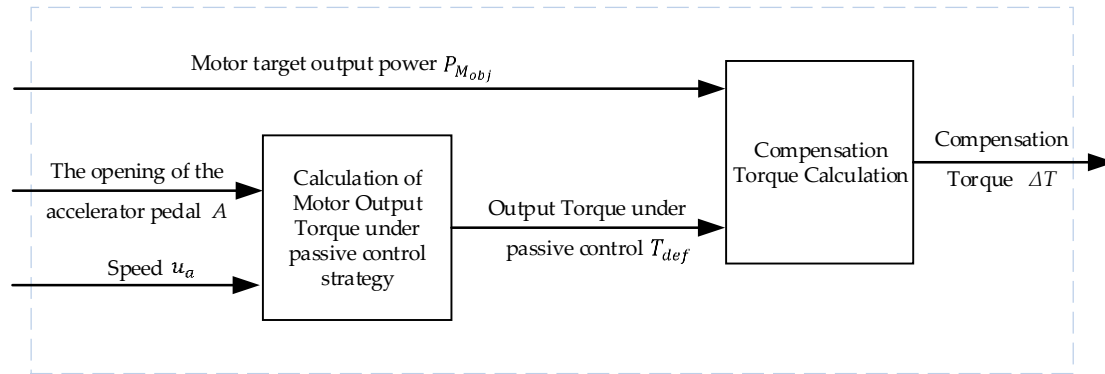 Motor target output power P_{M_{obj}}
The opening of the
accelerator pedal A
Speed u_a
Calculation of
Motor Output
Torque under
passive control
strategy
Output Torque under
passive control T_{def}
Compensation
Torque Calculation
Compensation
Torque ΔT